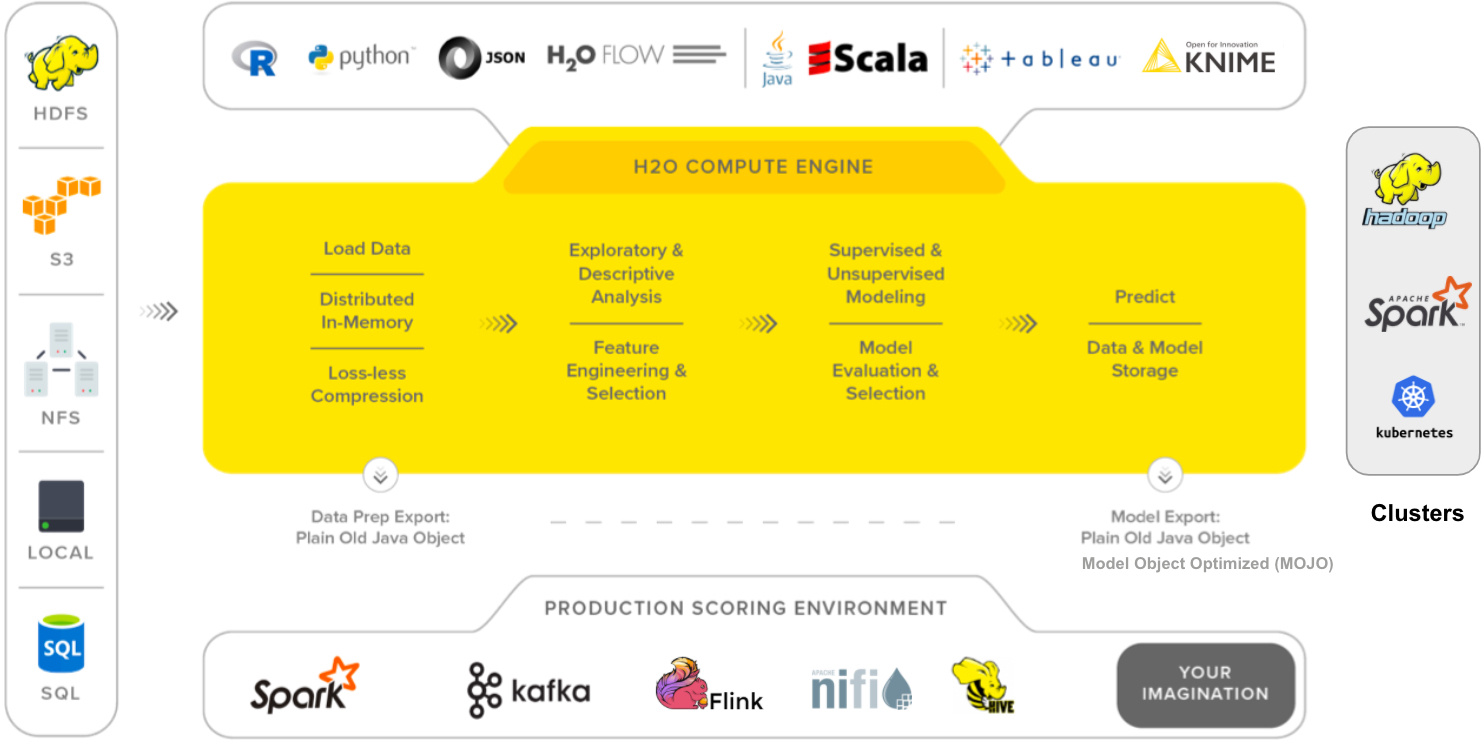 HDFS
S3
NFS
LOCAL
SQL
SQL
R
python™
JSON
H2O FLOW
Java
Scala
+ableau
Open for Innovation
KNIME
H2O COMPUTE ENGINE
Load Data
Distributed
In-Memory
Loss-less
Compression
Exploratory &
Descriptive
Analysis
Feature
Engineering &
Selection
Supervised &
Unsupervised
Modeling
Model
Evaluation &
Selection
Predict
Data & Model
Storage
Data Prep Export:
Plain Old Java Object
Model Export:
Plain Old Java Object
Model Object Optimized (MOJO)
PRODUCTION SCORING ENVIRONMENT
Spark
kafka
Flink
APACHE
nifi
HIVE
YOUR
IMAGINATION
hadoop
APACHE
Spark™
kubernetes
Clusters